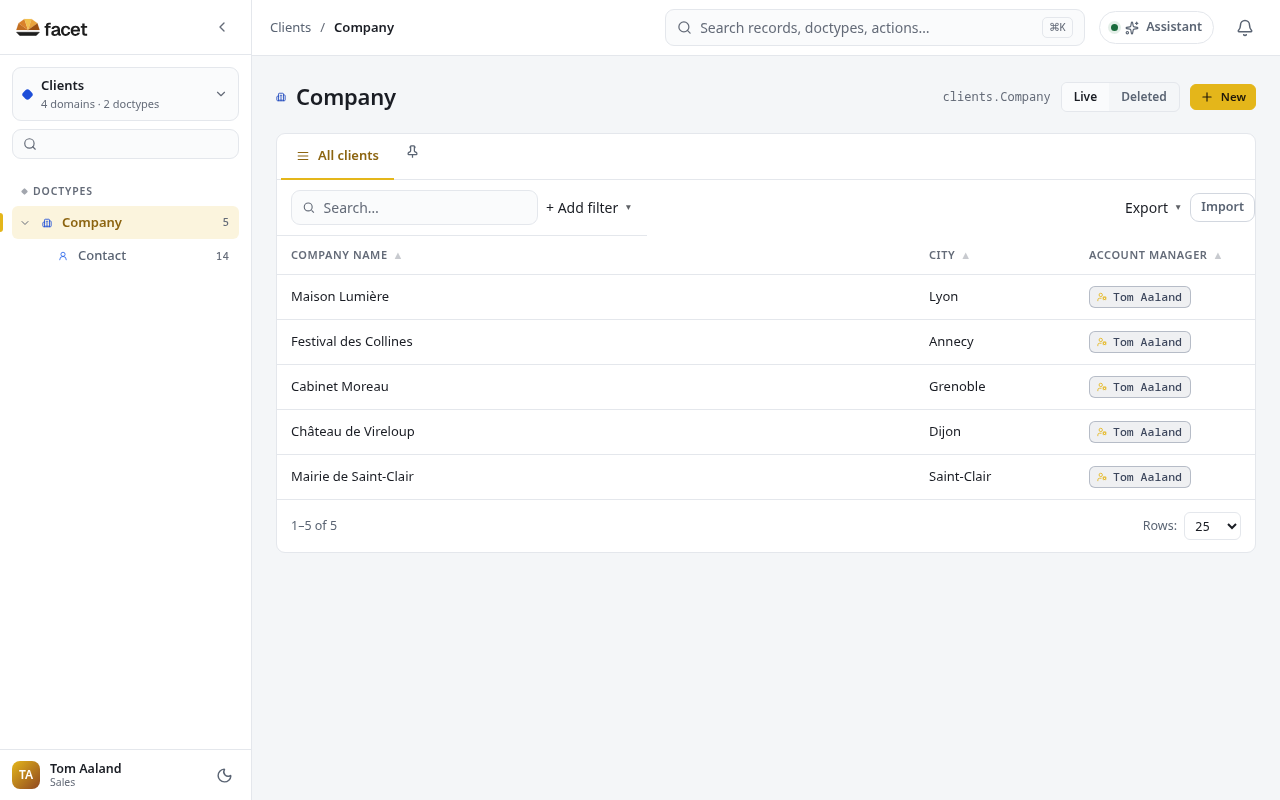 facet
Clients
4 domains · 2 doctypes
DOCTYPES
Company 5
Contact 14
Tom Aaland
Sales
TA
Clients / Company
Search records, doctypes, actions...
⌘K
Assistant
Company
clients.Company
Live
Deleted
+ New
All clients
Search...
+ Add filter ▾
Export ▾
Import
COMPANY NAME ▲ CITY ▲ ACCOUNT MANAGER ▲
Maison Lumière Lyon Tom Aaland
Festival des Collines Annecy Tom Aaland
Cabinet Moreau Grenoble Tom Aaland
Château de Vireloup Dijon Tom Aaland
Mairie de Saint-Clair Saint-Clair Tom Aaland
1–5 of 5
Rows: 25